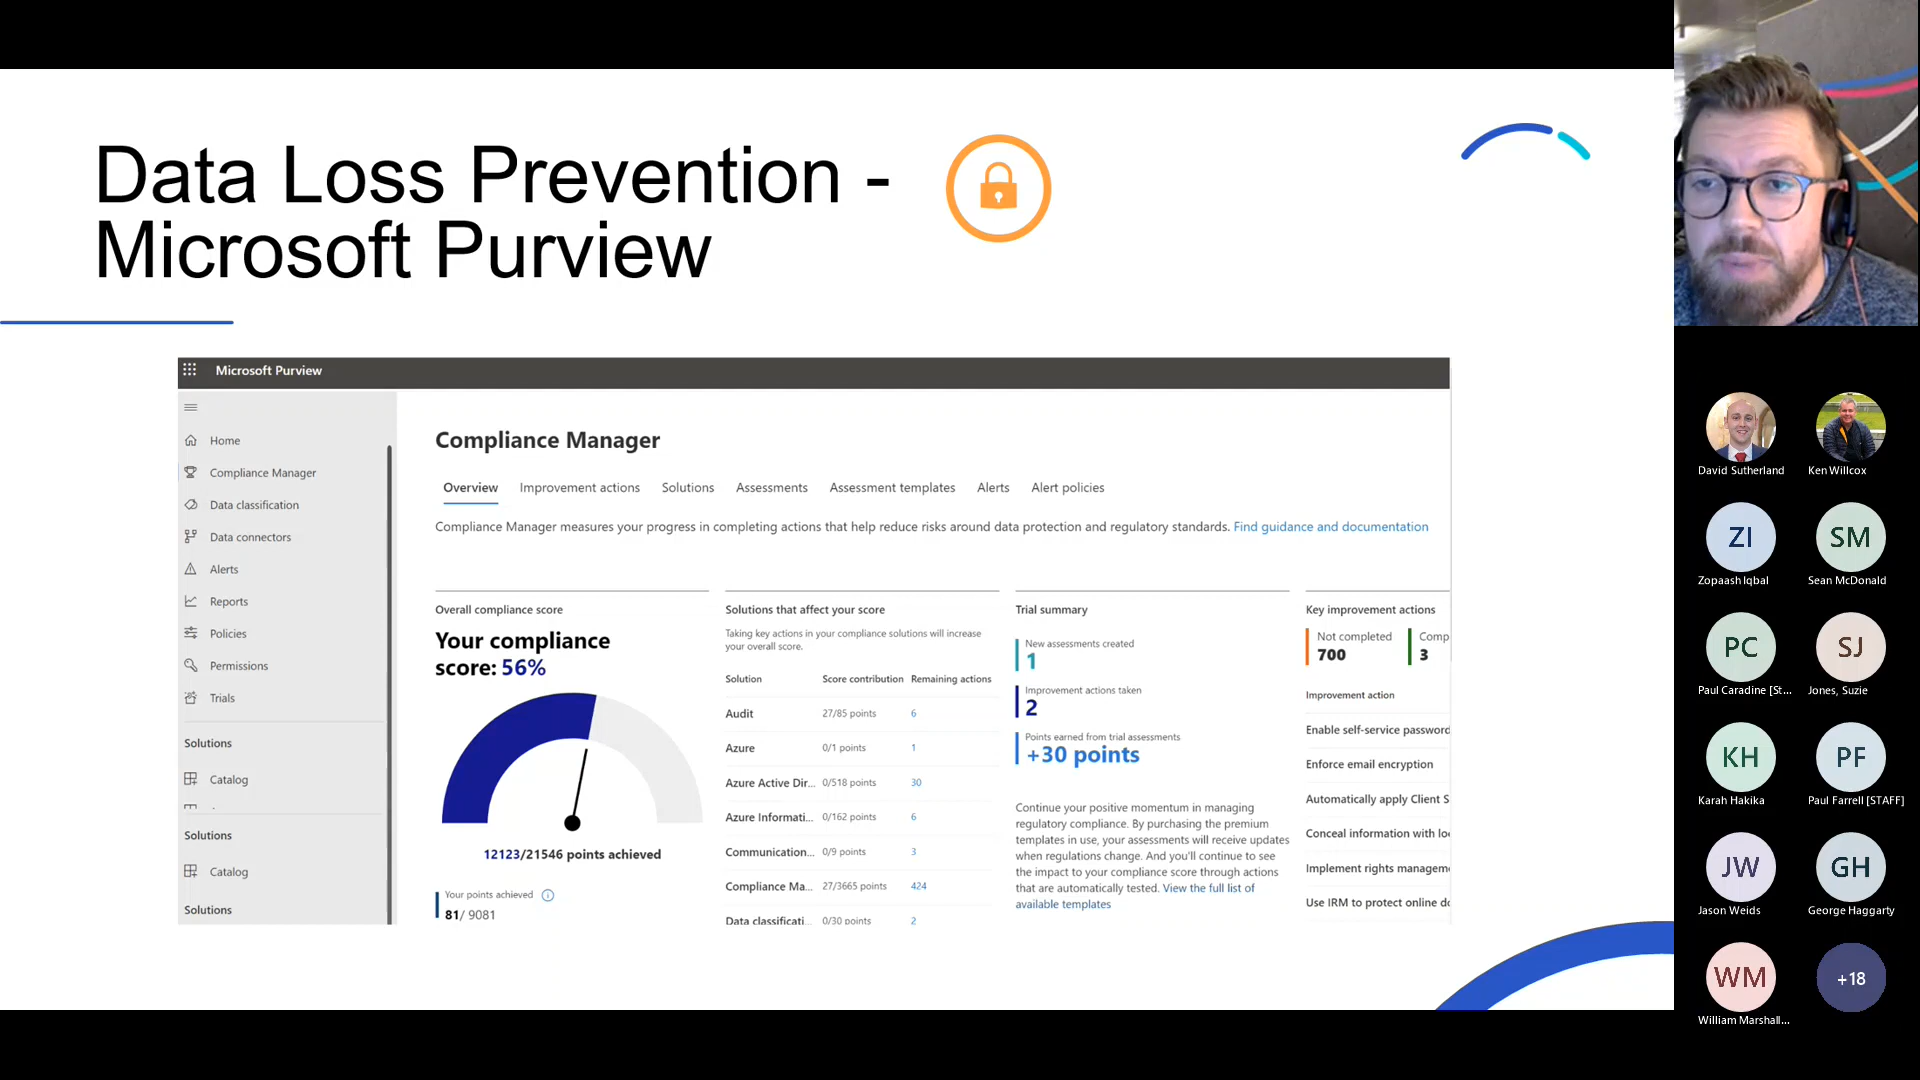 Data Loss Prevention -
Microsoft Purview
Microsoft Purview
Home
Compliance Manager
Data classification
Data connectors
Alerts
Reports
Policies
Permissions
Trials
Solutions
Catalog
Solutions
Catalog
Solutions
Compliance Manager
Overview Improvement actions Solutions Assessments Assessment templates Alerts Alert policies
Compliance Manager measures your progress in completing actions that help reduce risks around data protection and regulatory standards. Find guidance and documentation
Overall compliance score
Your compliance
score: 56%
12123/21546 points achieved
Your points achieved
81/ 9081
Solutions that affect your score
Taking key actions in your compliance solutions will increase
your overall score.
Solution Score contribution Remaining actions
Audit 27/85 points 6
Azure 0/1 points 1
Azure Active Dir... 0/518 points 30
Azure Informati... 0/162 points 6
Communication... 0/9 points 3
Compliance Ma... 27/3665 points 424
Data classificati... 0/30 points 2
Trial summary
New assessments created
1
Improvement actions taken
2
Points earned from trial assessments
+30 points
Continue your positive momentum in managing
regulatory compliance. By purchasing the premium
templates in use, your assessments will receive updates
when regulations change. And you'll continue to see
the impact to your compliance score through actions
that are automatically tested. View the full list of
available templates
Key improvement actions
Not completed Comp
700 3
Improvement action
Enable self-service password
Enforce email encryption
Automatically apply Client S
Conceal information with lo
Implement rights managem
Use IRM to protect online do
David Sutherland
Ken Willcox
ZI
Zopaash Iqbal
SM
Sean McDonald
PC
Paul Caradine [St...
SJ
Jones, Suzie
KH
Karah Hakika
PF
Paul Farrell [STAFF]
JW
Jason Weids
GH
George Haggarty
WM
William Marshall...
+18